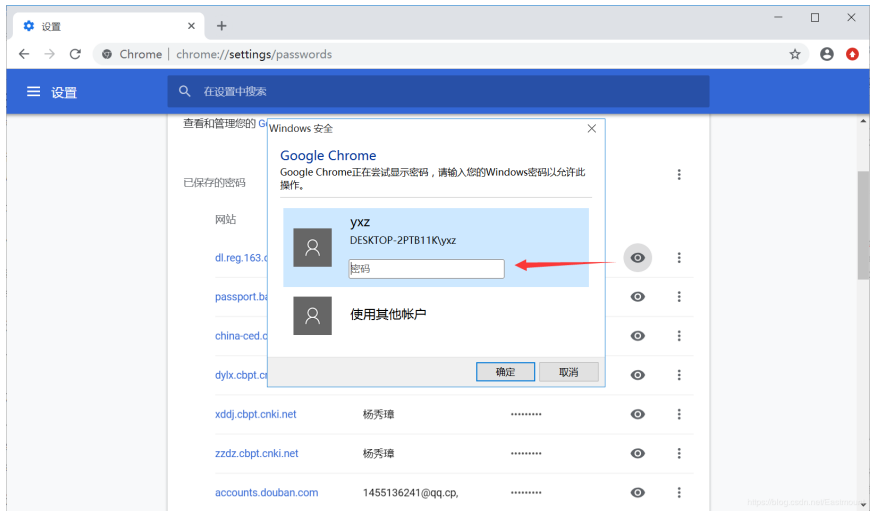 设置
Chrome | chrome://settings/passwords
设置
在设置中搜索
查看和管理您的 G
Windows 安全
Google Chrome
Google Chrome正在尝试显示密码，请输入您的Windows密码以允许此
操作。
已保存的密码
网站
yxz
DESKTOP-2PTB11K\yxz
密码
dl.reg.163.c
passport.ba
使用其他帐户
china-ced.c
dylx.cbpt.c
确定
取消
xddj.cbpt.cnki.net 杨秀璋 •••••••••
zzdz.cbpt.cnki.net 杨秀璋 •••••••••
accounts.douban.com 1455136241@qq.cp, •••••••••